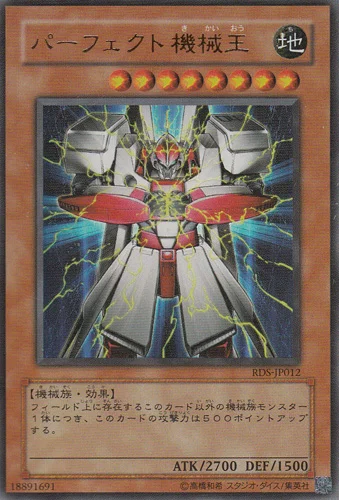 パーフェクト機械王
地
RDS-JP012
【機械族・効果】
フィールド上に存在するこのカード以外の機械族モンスター
1体につき、このカードの攻撃力は500ポイントアップ
する。
ATK/2700 DEF/1500
18891691
©高橋和希 スタジオ・ダイス/集英社